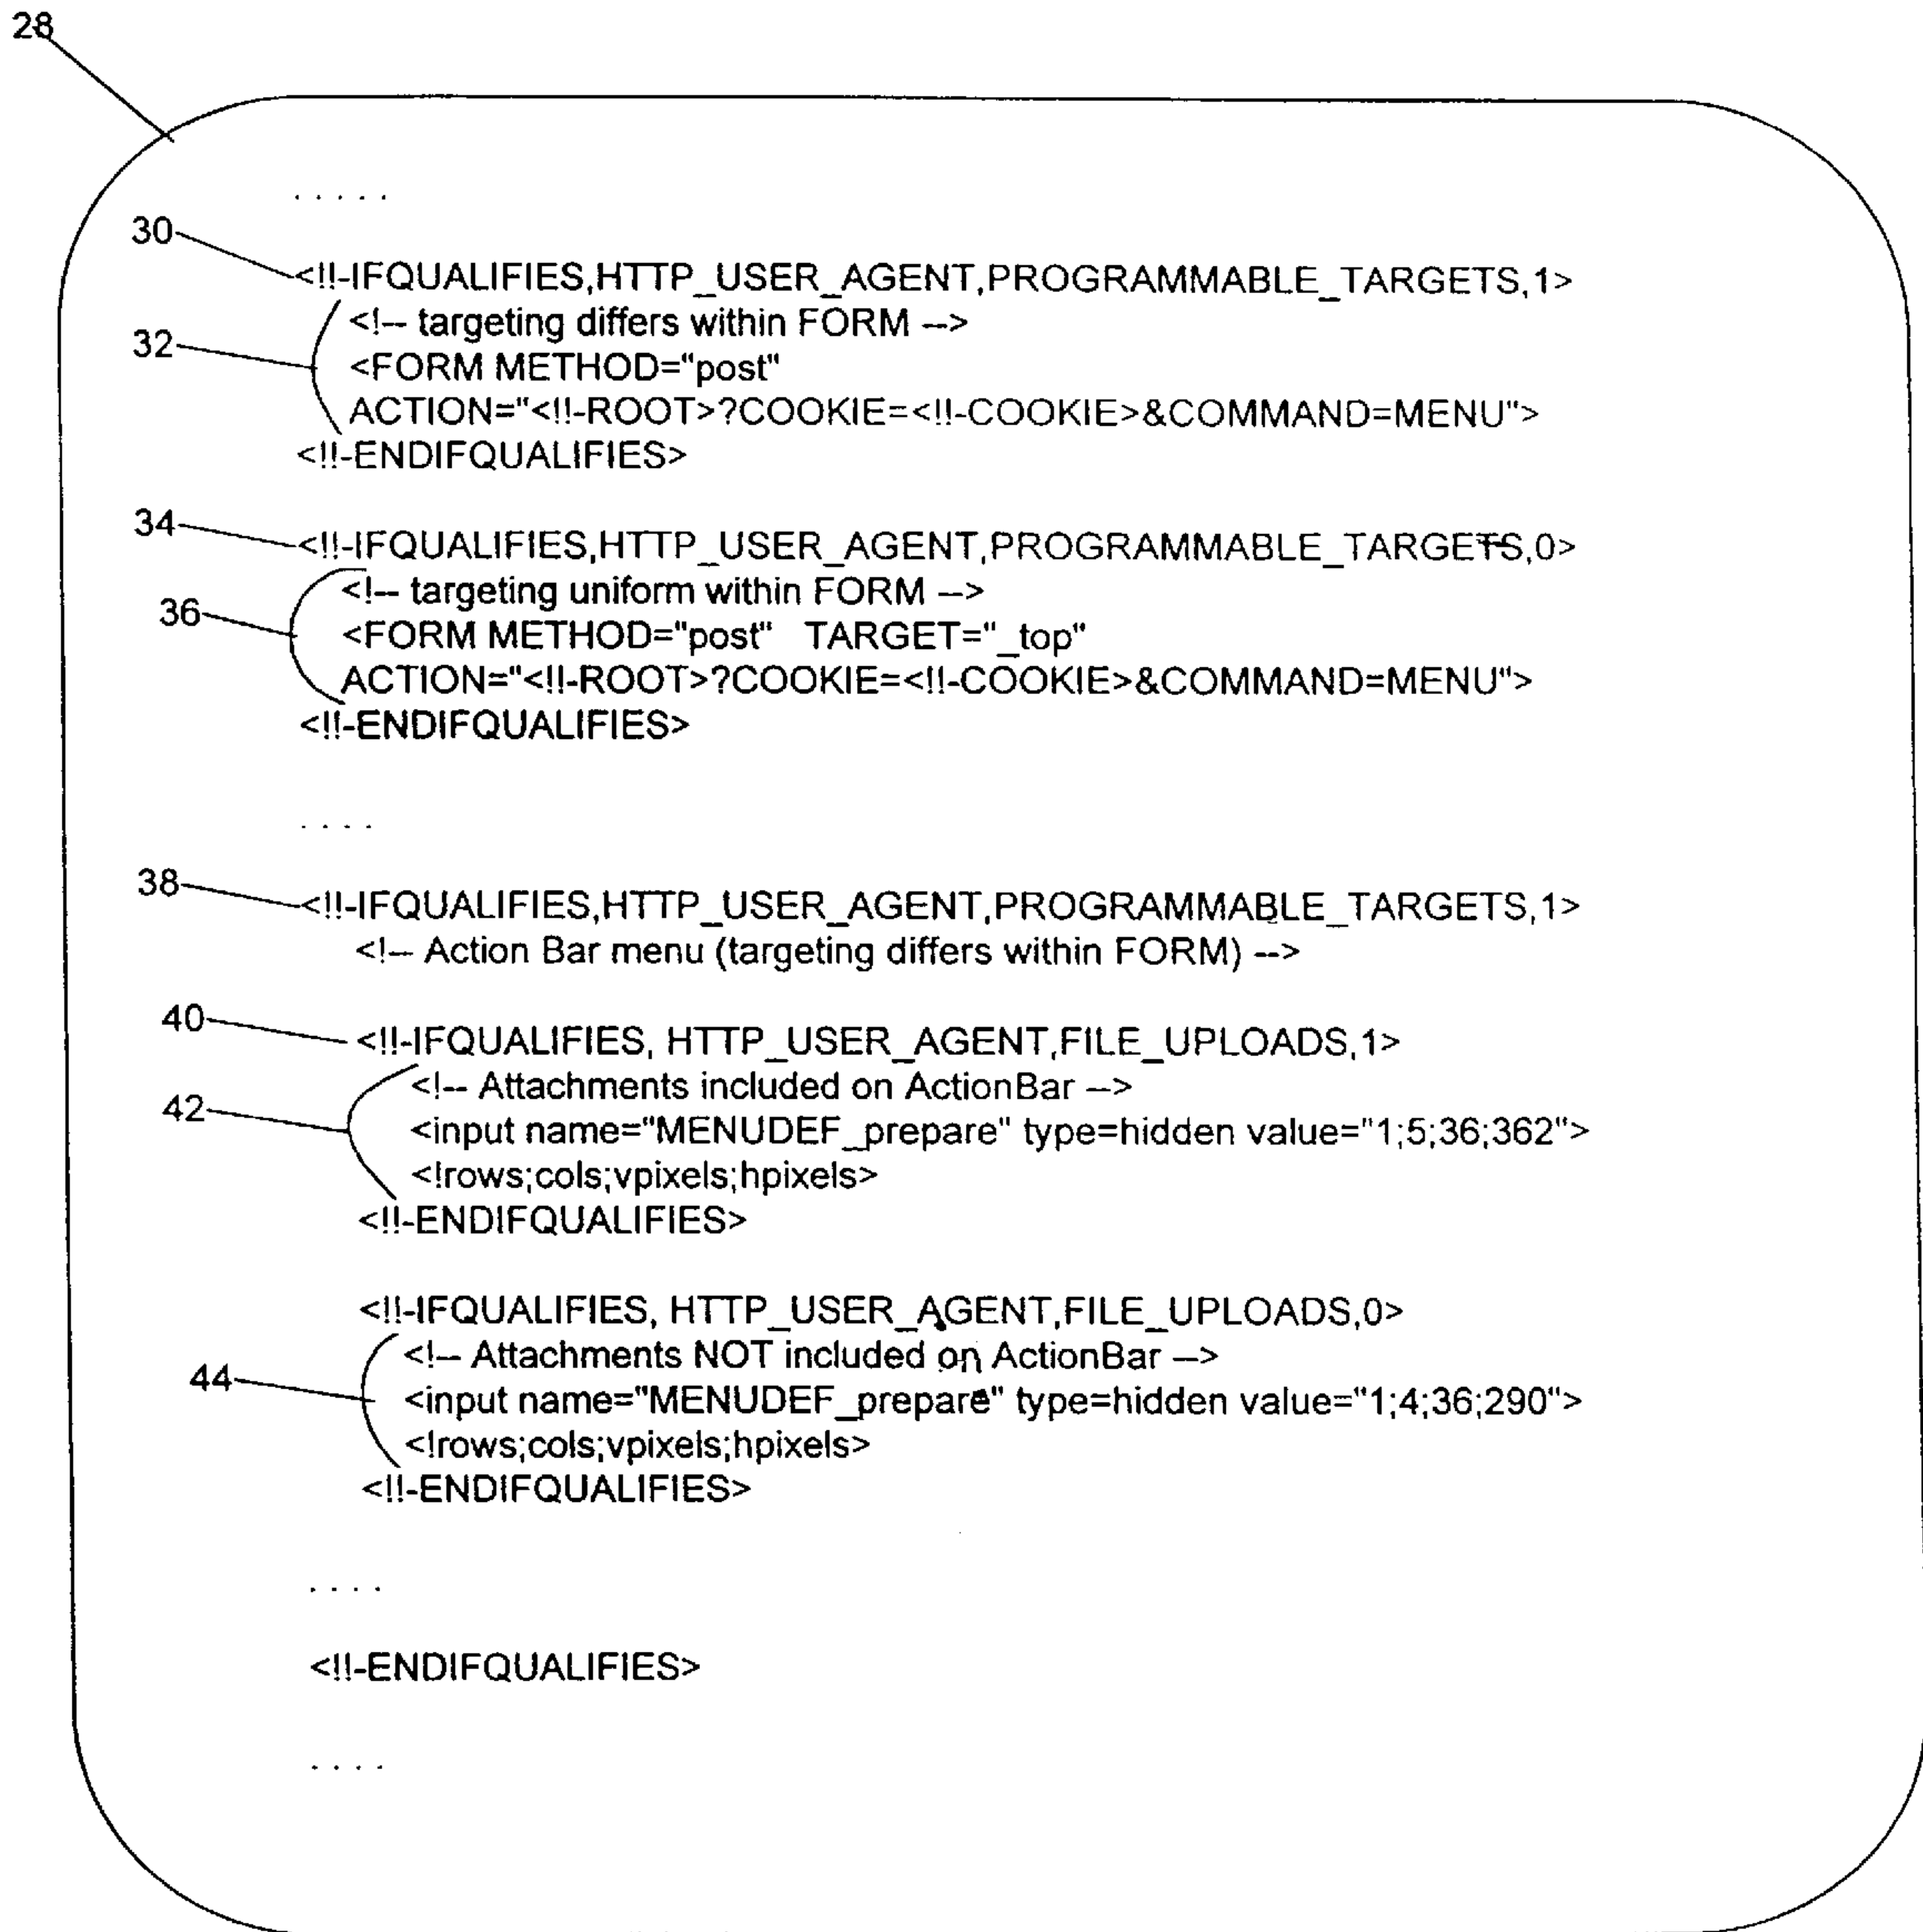 28
. . . . .
30
<!!-IFQUALIFIES,HTTP_USER_AGENT,PROGRAMMABLE_TARGETS,1>
<!-- targeting differs within FORM -->
32
<FORM METHOD="post"
ACTION="<!!-ROOT>?COOKIE=<!!-COOKIE>&COMMAND=MENU">
<!!-ENDIFQUALIFIES>
34
<!!-IFQUALIFIES,HTTP_USER_AGENT,PROGRAMMABLE_TARGETS,0>
<!-- targeting uniform within FORM -->
36
<FORM METHOD="post" TARGET="_top"
ACTION="<!!-ROOT>?COOKIE=<!!-COOKIE>&COMMAND=MENU">
<!!-ENDIFQUALIFIES>
. . . .
38
<!!-IFQUALIFIES,HTTP_USER_AGENT,PROGRAMMABLE_TARGETS,1>
<!-- Action Bar menu (targeting differs within FORM) -->
40
<!!-IFQUALIFIES, HTTP_USER_AGENT,FILE_UPLOADS,1>
<!-- Attachments included on ActionBar -->
42
<input name="MENUDEF_prepare" type=hidden value="1;5;36;362">
<!rows;cols;vpixels;hpixels>
<!!-ENDIFQUALIFIES>
<!!-IFQUALIFIES, HTTP_USER_AGENT,FILE_UPLOADS,0>
<!-- Attachments NOT included on ActionBar -->
44
<input name="MENUDEF_prepare" type=hidden value="1;4;36;290">
<!rows;cols;vpixels;hpixels>
<!!-ENDIFQUALIFIES>
. . . .
<!!-ENDIFQUALIFIES>
. . . .